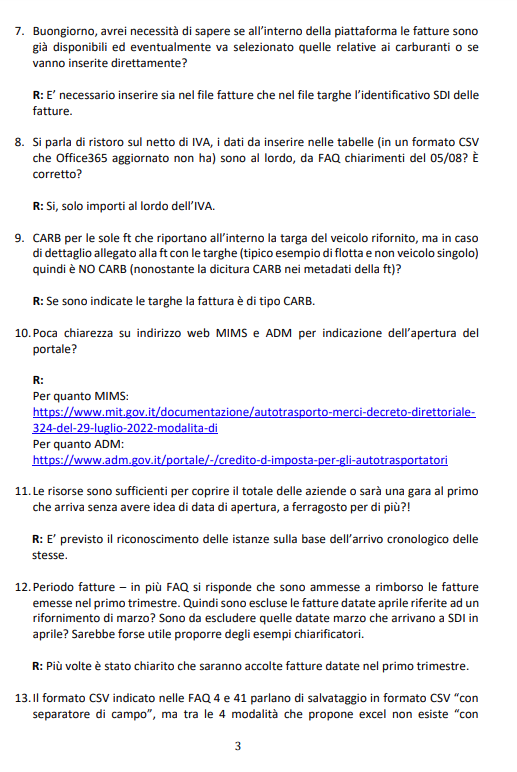 7. Buongiorno, avrei necessità di sapere se all’interno della piattaforma le fatture sono
già disponibili ed eventualmente va selezionato quelle relative ai carburanti o se
vanno inserite direttamente?
R: E’ necessario inserire sia nel file fatture che nel file targhe l’identificativo SDI delle
fatture.
8. Si parla di ristoro sul netto di IVA, i dati da inserire nelle tabelle (in un formato CSV
che Office365 aggiornato non ha) sono al lordo, da FAQ chiarimenti del 05/08? È
corretto?
R: Si, solo importi al lordo dell’IVA.
9. CARB per le sole ft che riportano all’interno la targa del veicolo rifornito, ma in caso
di dettaglio allegato alla ft con le targhe (tipico esempio di flotta e non veicolo singolo)
quindi è NO CARB (nonostante la dicitura CARB nei metadati della ft)?
R: Se sono indicate le targhe la fattura è di tipo CARB.
10. Poca chiarezza su indirizzo web MIMS e ADM per indicazione dell’apertura del
portale?
R:
Per quanto MIMS:
https://www.mit.gov.it/documentazione/autotrasporto-merci-decreto-direttoriale-
324-del-29-luglio-2022-modalita-di
Per quanto ADM:
https://www.adm.gov.it/portale/-/credito-d-imposta-per-gli-autotrasportatori
11. Le risorse sono sufficienti per coprire il totale delle aziende o sarà una gara al primo
che arriva senza avere idea di data di apertura, a ferragosto per di più?!
R: E’ previsto il riconoscimento delle istanze sulla base dell’arrivo cronologico delle
stesse.
12. Periodo fatture – in più FAQ si risponde che sono ammesse a rimborso le fatture
emesse nel primo trimestre. Quindi sono escluse le fatture datate aprile riferite ad un
rifornimento di marzo? Sono da escludere quelle datate marzo che arrivano a SDI in
aprile? Sarebbe forse utile proporre degli esempi chiarificatori.
R: Più volte è stato chiarito che saranno accolte fatture datate nel primo trimestre.
13. Il formato CSV indicato nelle FAQ 4 e 41 parlano di salvataggio in formato CSV “con
separatore di campo”, ma tra le 4 modalità che propone excel non esiste “con
3